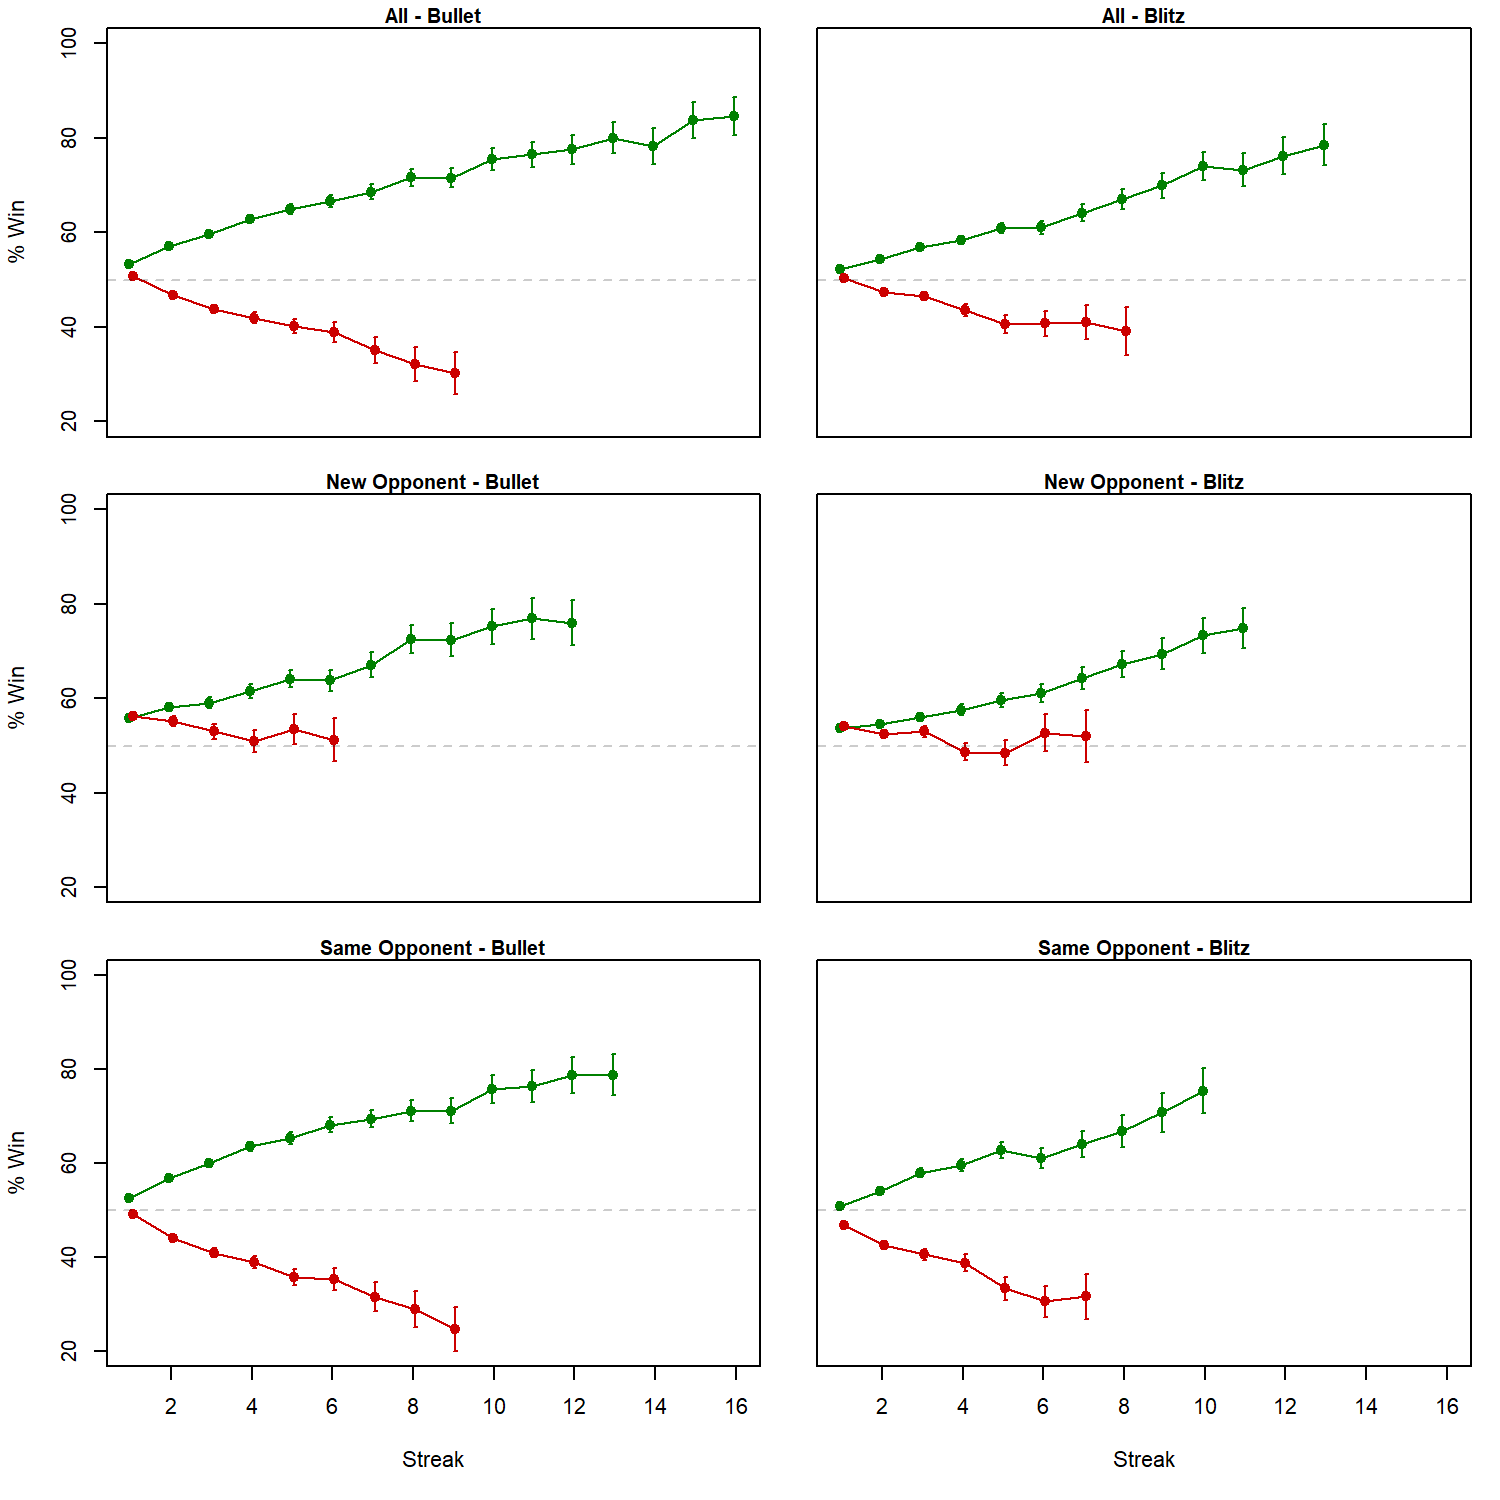 All - Bullet
All - Blitz
% Win
100
80
60
40
20
New Opponent - Bullet
New Opponent - Blitz
% Win
100
80
60
40
20
Same Opponent - Bullet
Same Opponent - Blitz
% Win
100
80
60
40
20
2 4 6 8 10 12 14 16
2 4 6 8 10 12 14 16
Streak
Streak